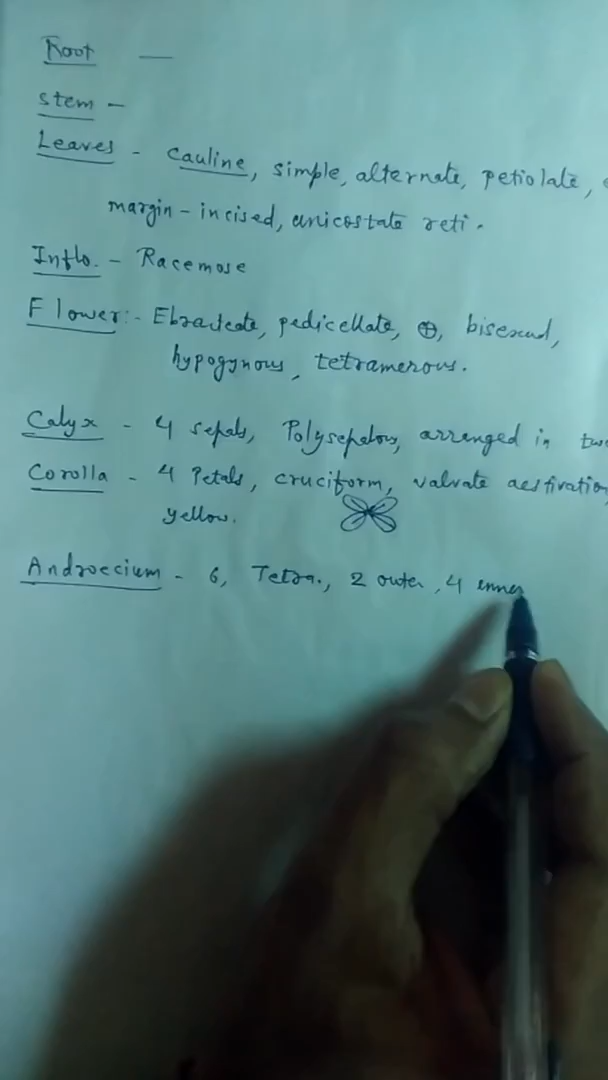 Root —
Stem -
Leaves - Cauline, simple, alternate, petiolate,
margin - incised, unicostate reti.
Inflo. - Racemose
Flower:- Ebracteate, pedicellate, ⊕, bisexual,
hypogynous, tetramerous.
Calyx - 4 sepals, Polysepalous, arranged in
Corolla - 4 Petals, cruciform, valvate aestivation,
yellow.
Androecium - 6, Tetra., 2 outer, 4 inner